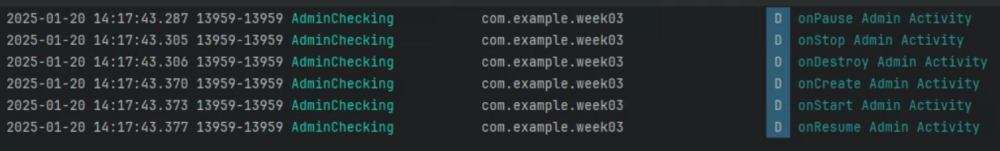 2025-01-20 14:17:43.287 13959-13959 AdminChecking com.example.week03 D onPause Admin Activity
2025-01-20 14:17:43.305 13959-13959 AdminChecking com.example.week03 D onStop Admin Activity
2025-01-20 14:17:43.306 13959-13959 AdminChecking com.example.week03 D onDestroy Admin Activity
2025-01-20 14:17:43.370 13959-13959 AdminChecking com.example.week03 D onCreate Admin Activity
2025-01-20 14:17:43.373 13959-13959 AdminChecking com.example.week03 D onStart Admin Activity
2025-01-20 14:17:43.377 13959-13959 AdminChecking com.example.week03 D onResume Admin Activity